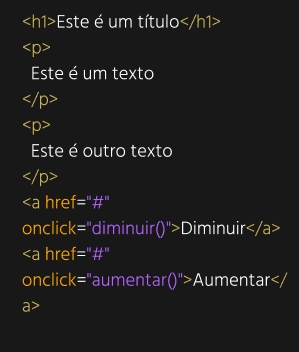 <h1>Este é um título</h1>
<p>
Este é um texto
</p>
<p>
Este é outro texto
</p>
<a href="#"
onclick="diminuir()">Diminuir</a>
<a href="#"
onclick="aumentar()">Aumentar</
a>